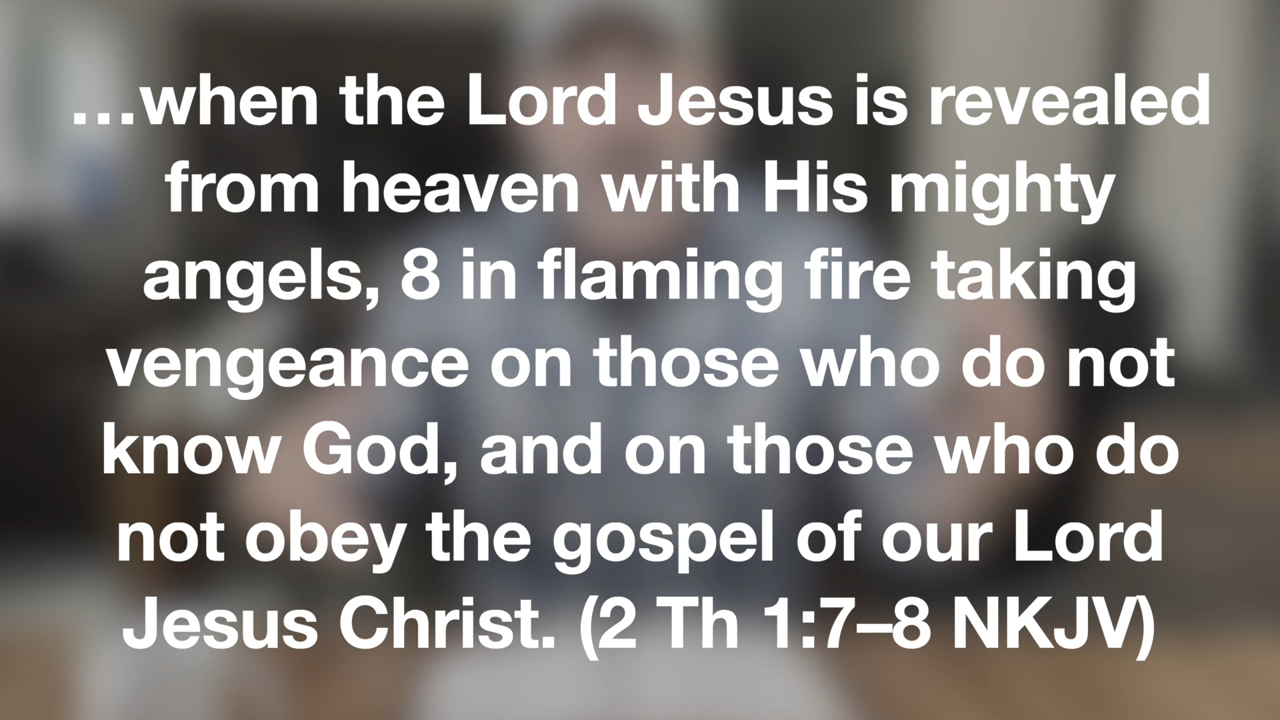 …when the Lord Jesus is revealed
from heaven with His mighty
angels, 8 in flaming fire taking
vengeance on those who do not
know God, and on those who do
not obey the gospel of our Lord
Jesus Christ. (2 Th 1:7–8 NKJV)